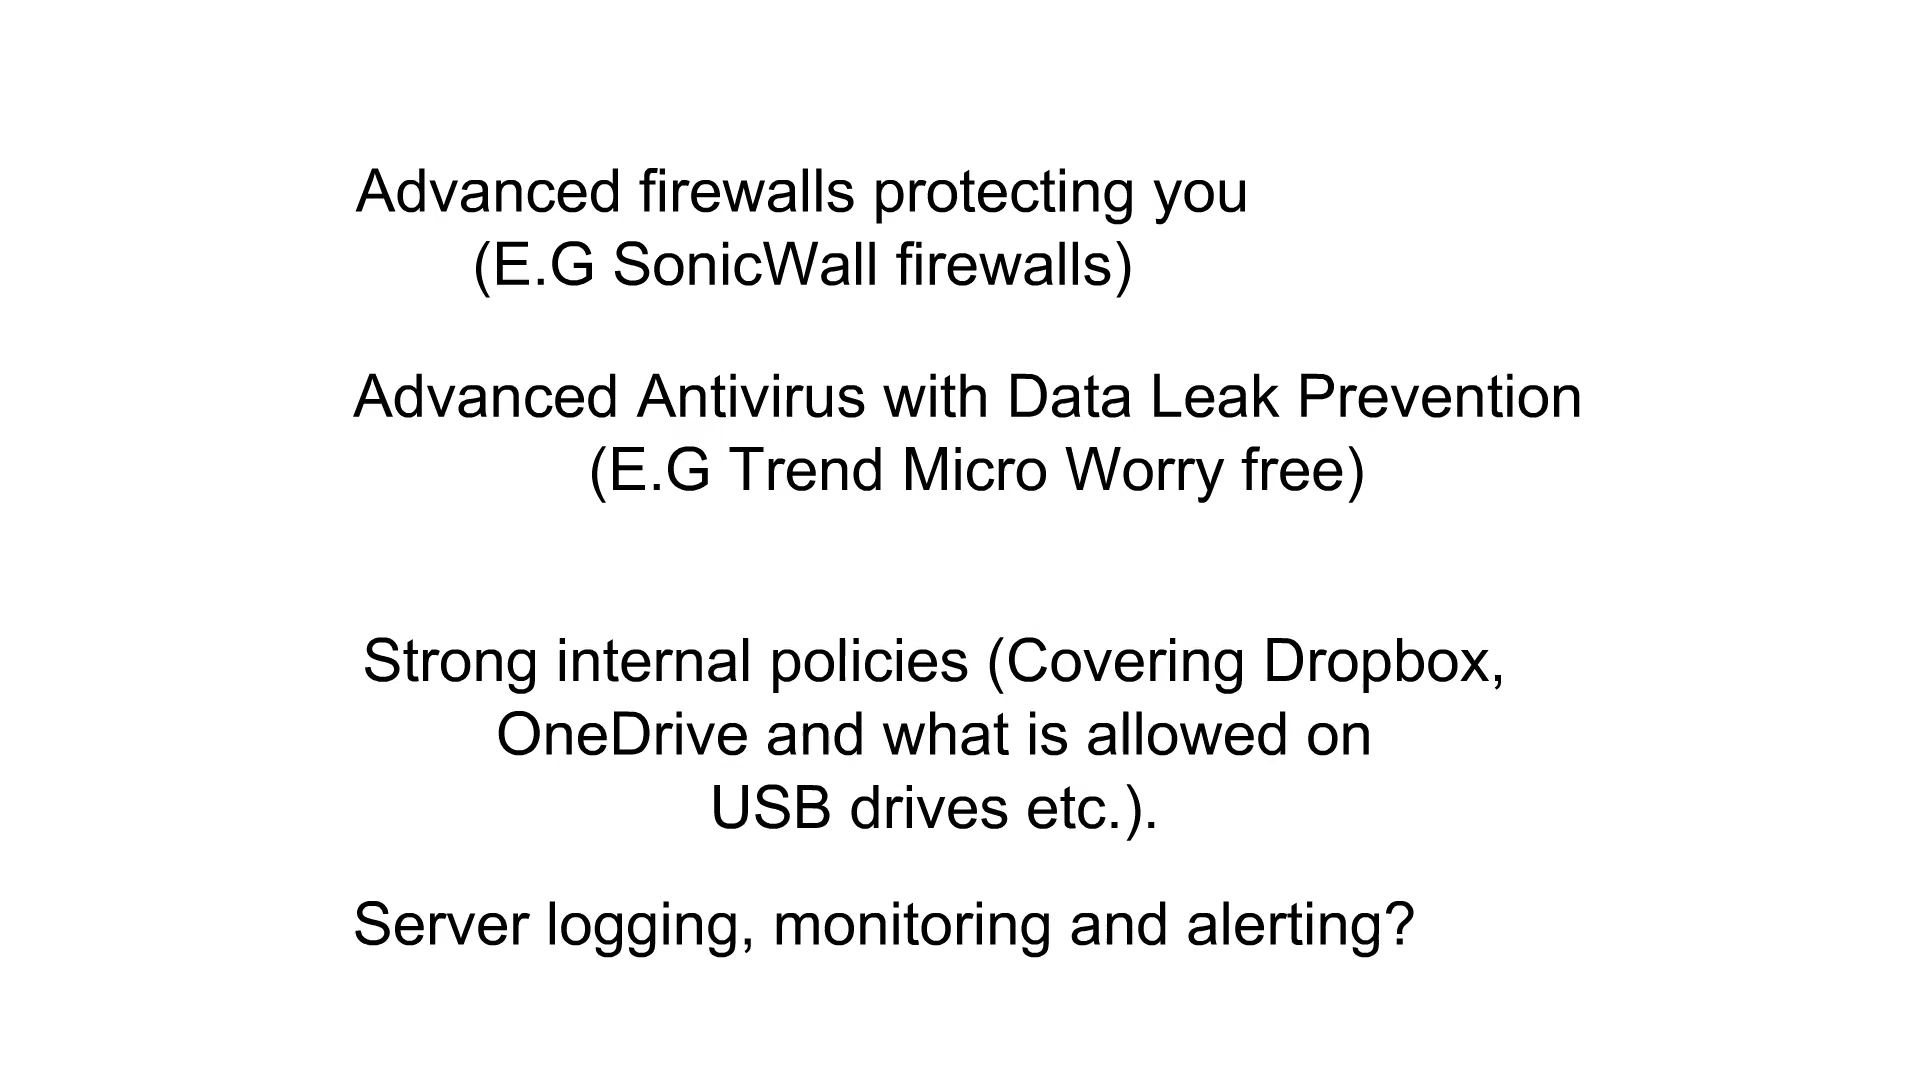 Advanced firewalls protecting you
(E.G SonicWall firewalls)
Advanced Antivirus with Data Leak Prevention
(E.G Trend Micro Worry free)
Strong internal policies (Covering Dropbox,
OneDrive and what is allowed on
USB drives etc.).
Server logging, monitoring and alerting?